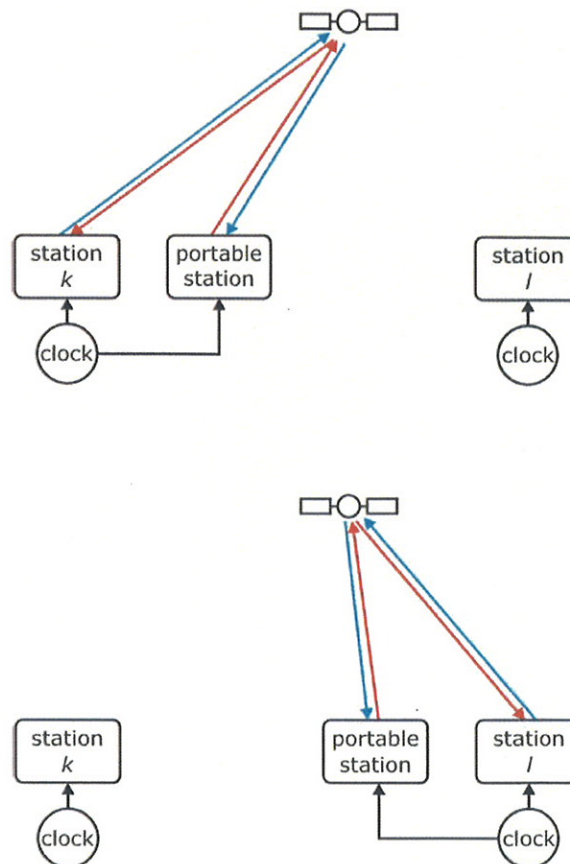 station
k
portable
station
station
l
clock
clock
station
k
portable
station
station
l
clock
clock